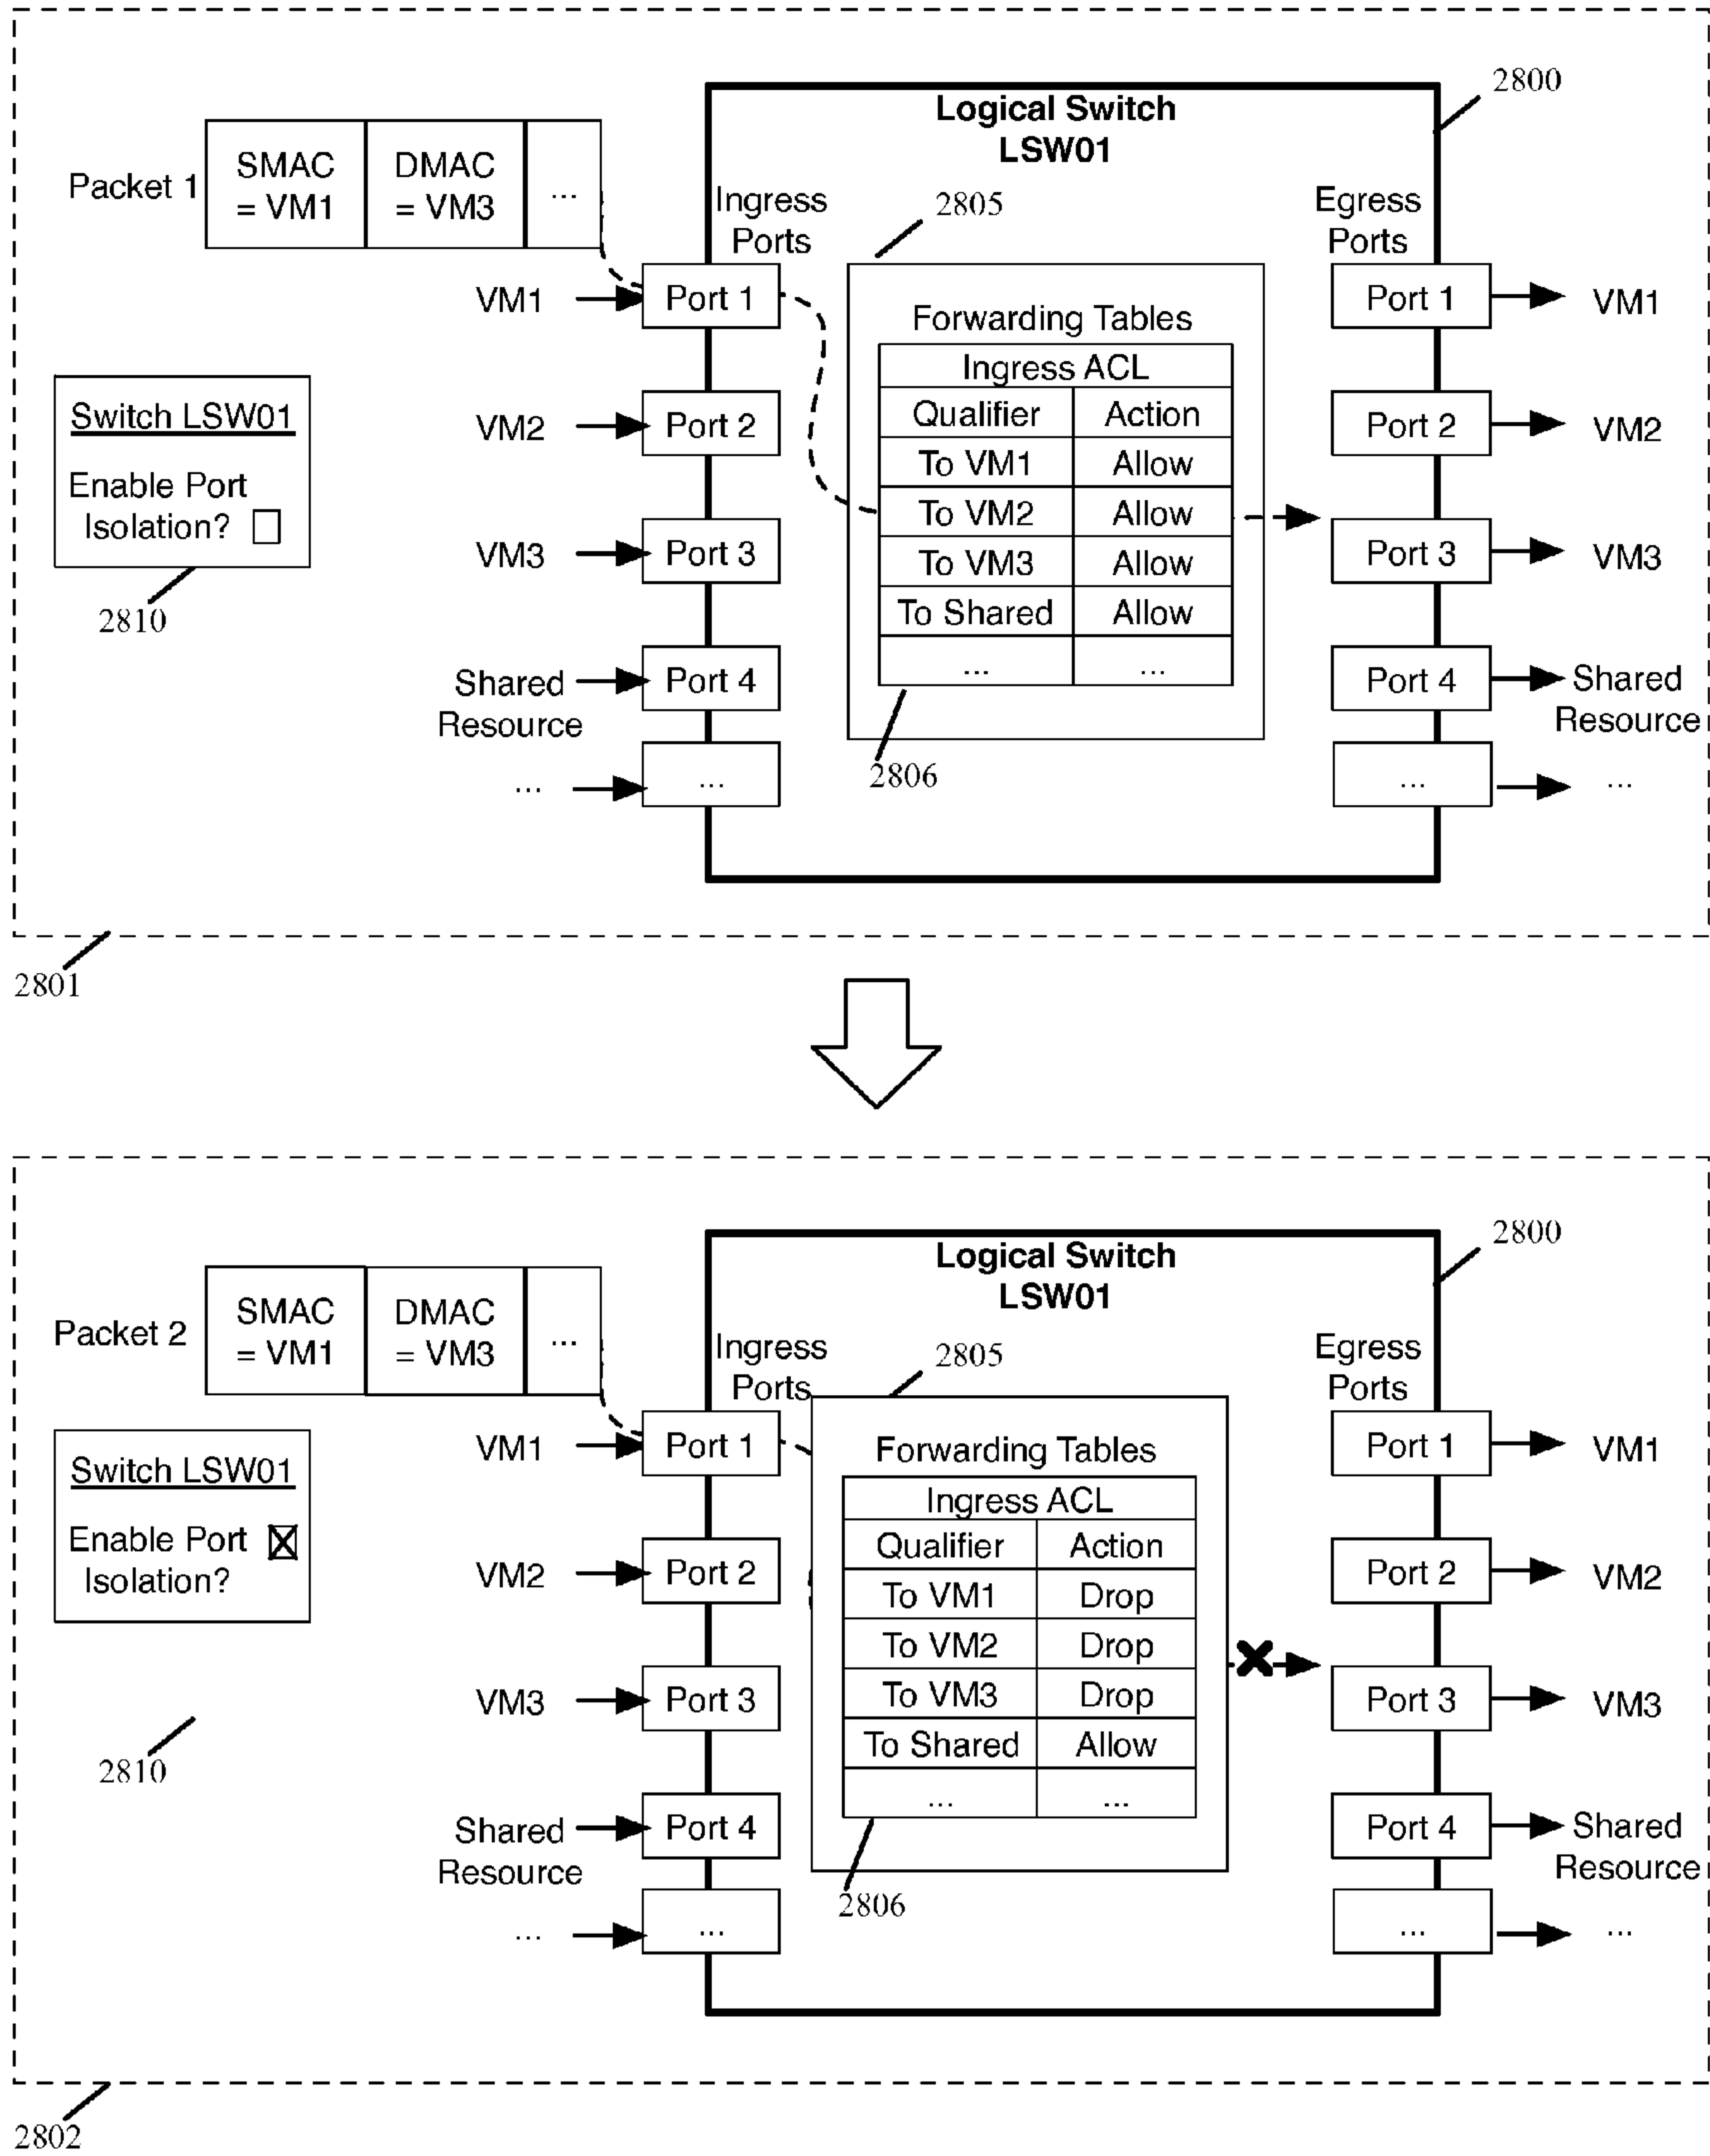 2800
Logical Switch
LSW01
Packet 1
SMAC
= VM1
DMAC
= VM3
...
Ingress
Ports
2805
Egress
Ports
VM1
Port 1
Forwarding Tables
Port 1
VM1
Ingress ACL
Qualifier
Action
Switch LSW01
Enable Port
Isolation?
VM2
Port 2
To VM1
Allow
Port 2
VM2
To VM2
Allow
VM3
Port 3
To VM3
Allow
Port 3
VM3
2810
To Shared
Allow
...
...
Shared
Resource
Port 4
Port 4
Shared
Resource
2806
...
...
...
...
2801
2800
Logical Switch
LSW01
Packet 2
SMAC
= VM1
DMAC
= VM3
...
Ingress
Ports
2805
Egress
Ports
VM1
Port 1
Forwarding Tables
Port 1
VM1
Switch LSW01
Enable Port
Isolation?
Ingress ACL
Qualifier
Action
VM2
Port 2
To VM1
Drop
Port 2
VM2
To VM2
Drop
VM3
Port 3
To VM3
Drop
Port 3
VM3
2810
To Shared
Allow
...
...
Shared
Resource
Port 4
Port 4
Shared
Resource
2806
...
...
...
...
2802